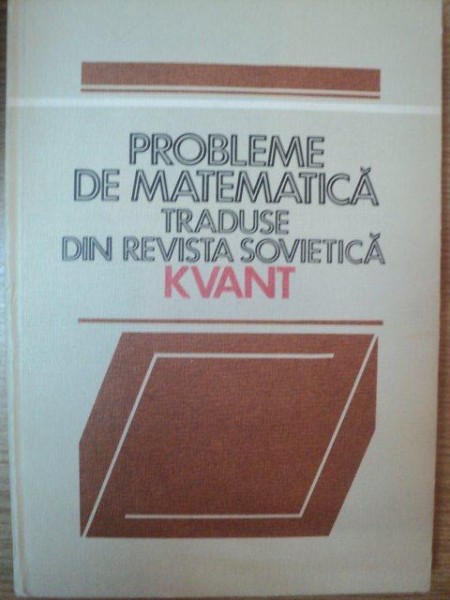 PROBLEME
DE MATEMATICĂ
TRADUSE
DIN REVISTA SOVIETICĂ
KVANT